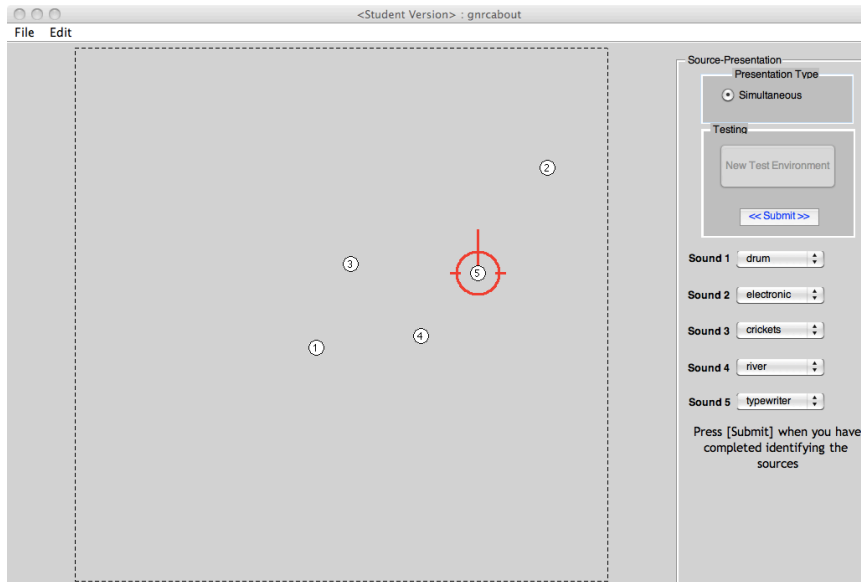 <Student Version> : gnrcabout
File Edit
Source-Presentation
Presentation Type
Simultaneous
Testing
New Test Environment
<< Submit >>
2
3
5
4
1
Sound 1 drum
Sound 2 electronic
Sound 3 crickets
Sound 4 river
Sound 5 typewriter
Press [Submit] when you have
completed identifying the
sources